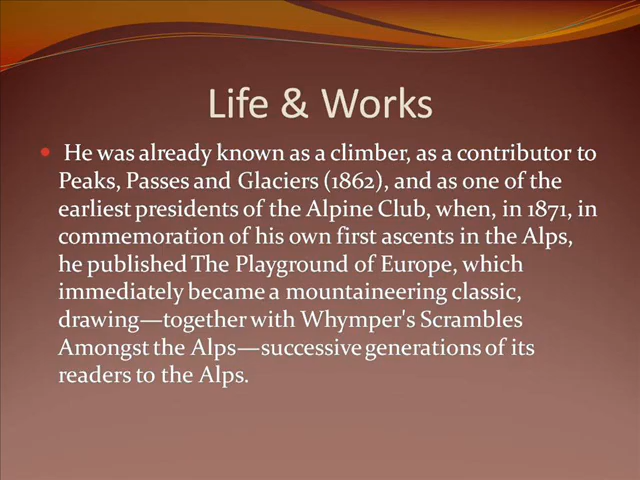 Life & Works
• He was already known as a climber, as a contributor to
Peaks, Passes and Glaciers (1862), and as one of the
earliest presidents of the Alpine Club, when, in 1871, in
commemoration of his own first ascents in the Alps,
he published The Playground of Europe, which
immediately became a mountaineering classic,
drawing—together with Whymper's Scrambles
Amongst the Alps—successive generations of its
readers to the Alps.